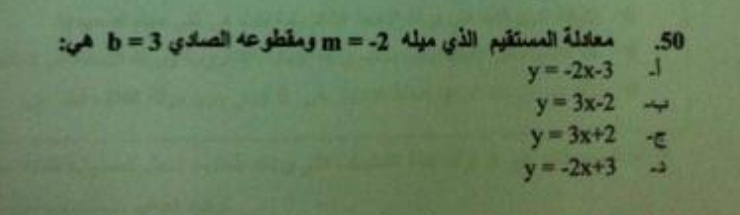 50. معادلة المستقيم الذي ميله m = -2 ومقطوعه الصادي b = 3 هي:
أ- y = -2x-3
ب- y = 3x-2
ج- y = 3x+2
د- y = -2x+3